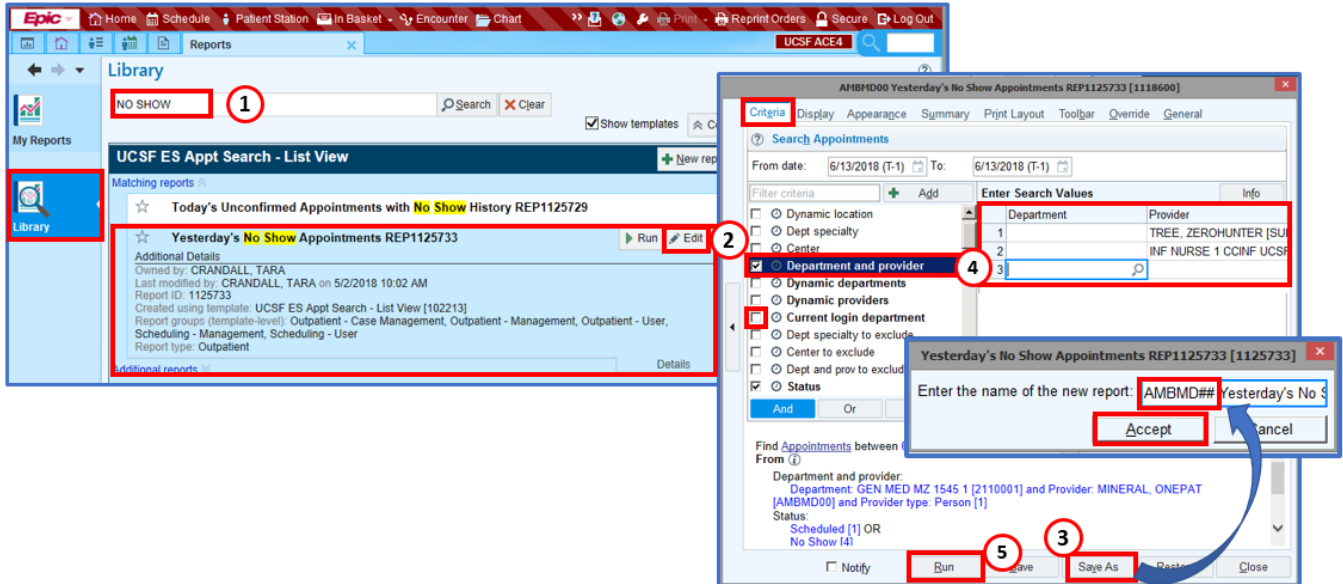 Epic Home Schedule Patient Station In Basket Encounter Chart Print Reprint Orders Secure Log Out
Reports UCSF ACE4
Library
NO SHOW 1 Search Clear
My Reports
Show templates
UCSF ES Appt Search - List View
Matching reports
Today's Unconfirmed Appointments with No Show History REP1125729
Library
Yesterday's No Show Appointments REP1125733 Run Edit 2
Additional Details
Owned by: CRANDALL, TARA
Last modified by: CRANDALL, TARA on 5/2/2018 10:02 AM
Report ID: 1125733
Created using template: UCSF ES Appt Search - List View [102213]
Report groups (template-level): Outpatient - Case Management, Outpatient - Management, Outpatient - User,
Scheduling - Management, Scheduling - User
Report type: Outpatient
Details
Additional reports
AMBMD00 Yesterday's No Show Appointments REP1125733 [1118600]
Criteria Display Appearance Summary Print Layout Toolbar Override General
Search Appointments
From date: 6/13/2018 (T-1) To: 6/13/2018 (T-1)
Filter criteria Add Enter Search Values Info
Dynamic location
Dept specialty
Center
Department and provider 4
Dynamic departments
Dynamic providers
Current login department
Dept specialty to exclude
Center to exclude
Dept and prov to exclud
Status
Department Provider
1 TREE, ZEROHUNTER
2 INF NURSE 1 CCINF UCSF
3
And Or
Find Appointments between
From
Department and provider:
Department: GEN MED MZ 1545 1 [2110001] and Provider: MINERAL, ONEPAT
[AMBMD00] and Provider type: Person [1]
Status:
Scheduled [1] OR
No Show [4]
5 3
Notify Run Save Save As Restore Close
Yesterday's No Show Appointments REP1125733 [1125733]
Enter the name of the new report: AMBMD## Yesterday's No S
Accept Cancel